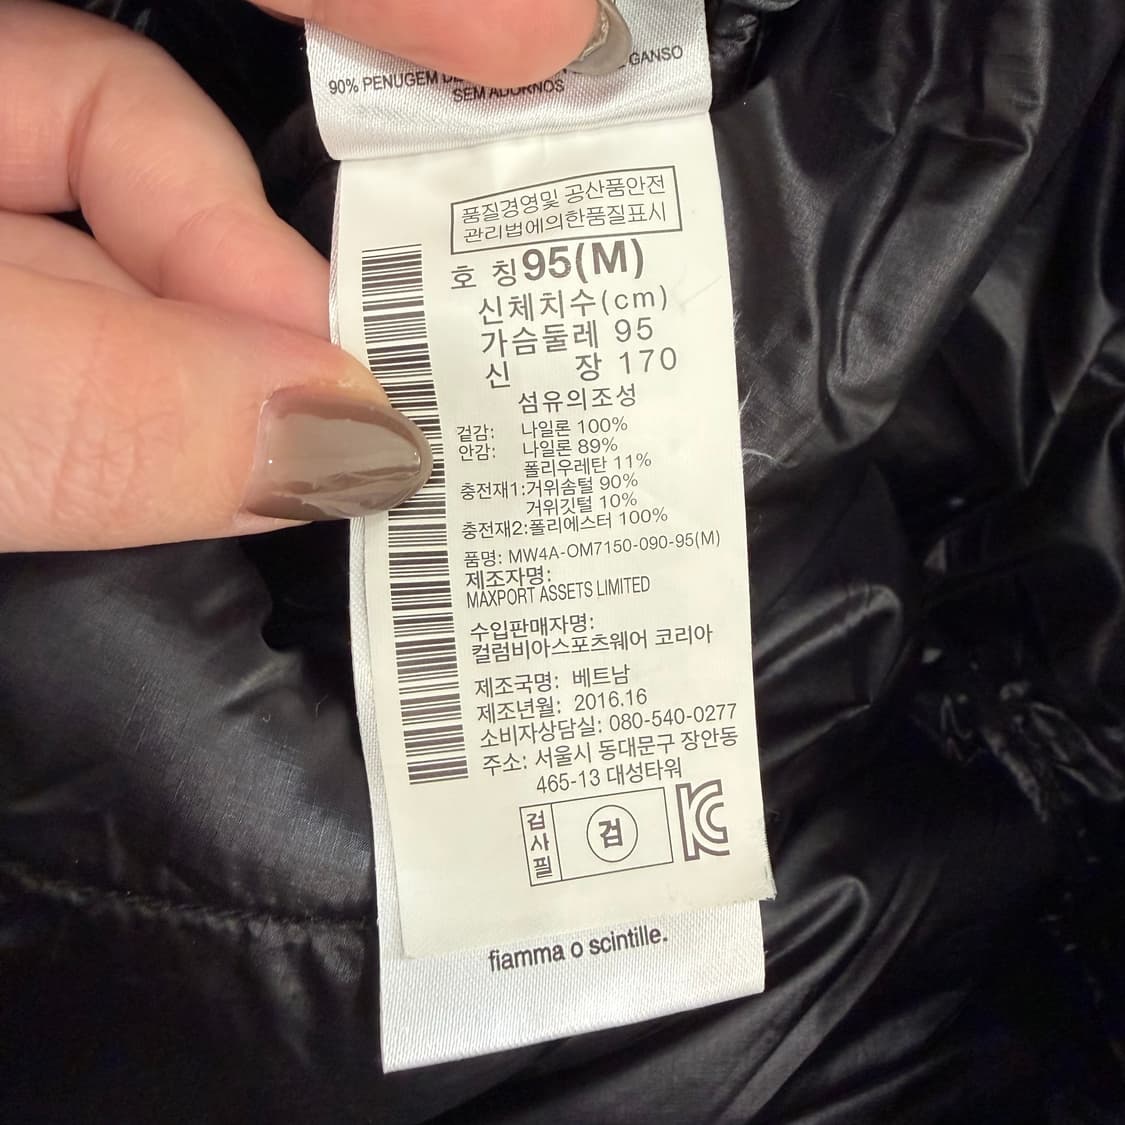 90% PENUGEM GANSO
SEM ADORNOS
품질경영및 공산품안전
관리법에의한품질표시
호 칭 95(M)
신체치수(cm)
가슴둘레 95
신 장 170
섬유의조성
겉감: 나일론 100%
안감: 나일론 89%
폴리우레탄 11%
충전재1:거위솜털 90%
거위깃털 10%
충전재2:폴리에스터 100%
품명: MW4A-OM7150-090-95(M)
제조자명:
MAXPORT ASSETS LIMITED
수입판매자명:
컬럼비아스포츠웨어 코리아
제조국명: 베트남
제조년월: 2016.16
소비자상담실: 080-540-0277
주소: 서울시 동대문구 장안동
465-13 대성타워
검사필 검 KC
fiamma o scintille.